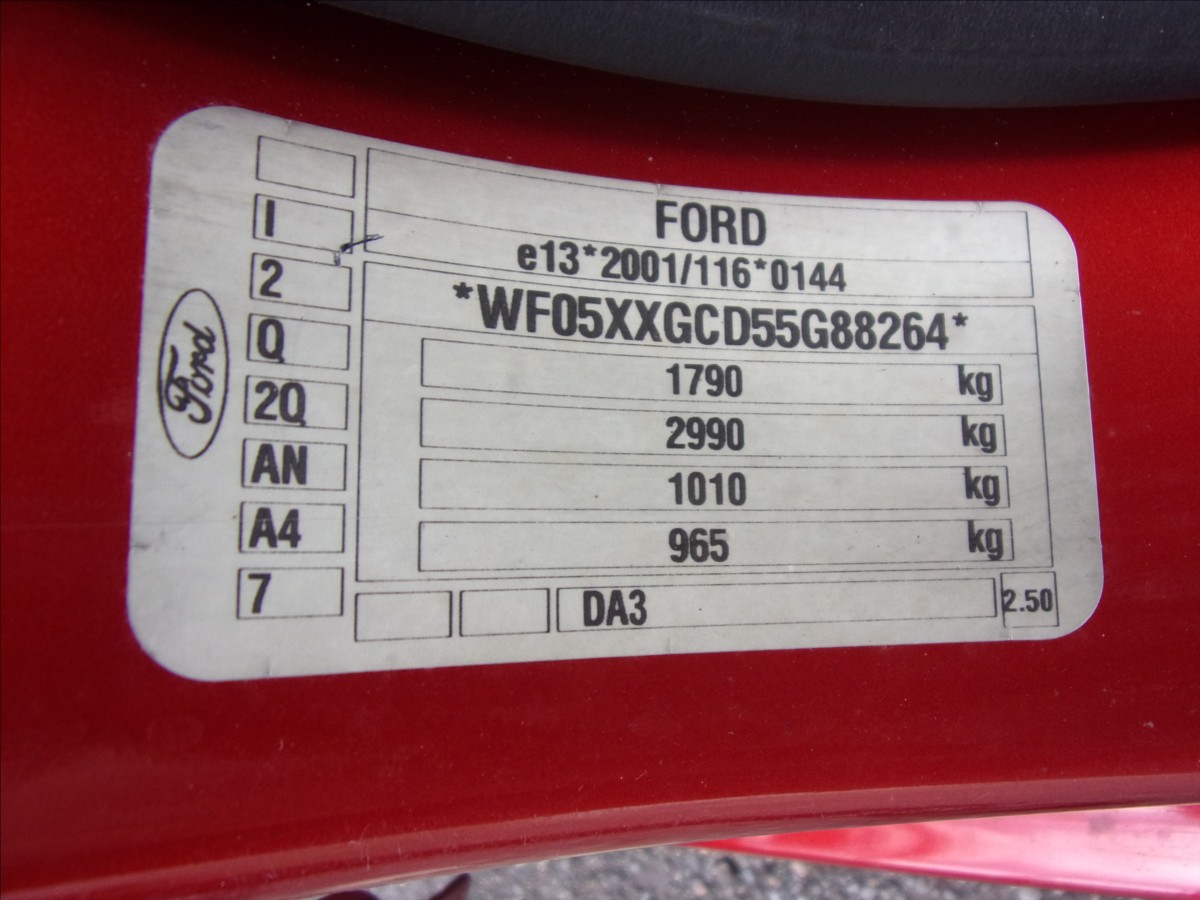 Ford
I
2
Q
2Q
AN
A4
7
FORD
e13*2001/116*0144
*WF05XXGCD55G88264*
1790 kg
2990 kg
1010 kg
965 kg
DA3
2.50